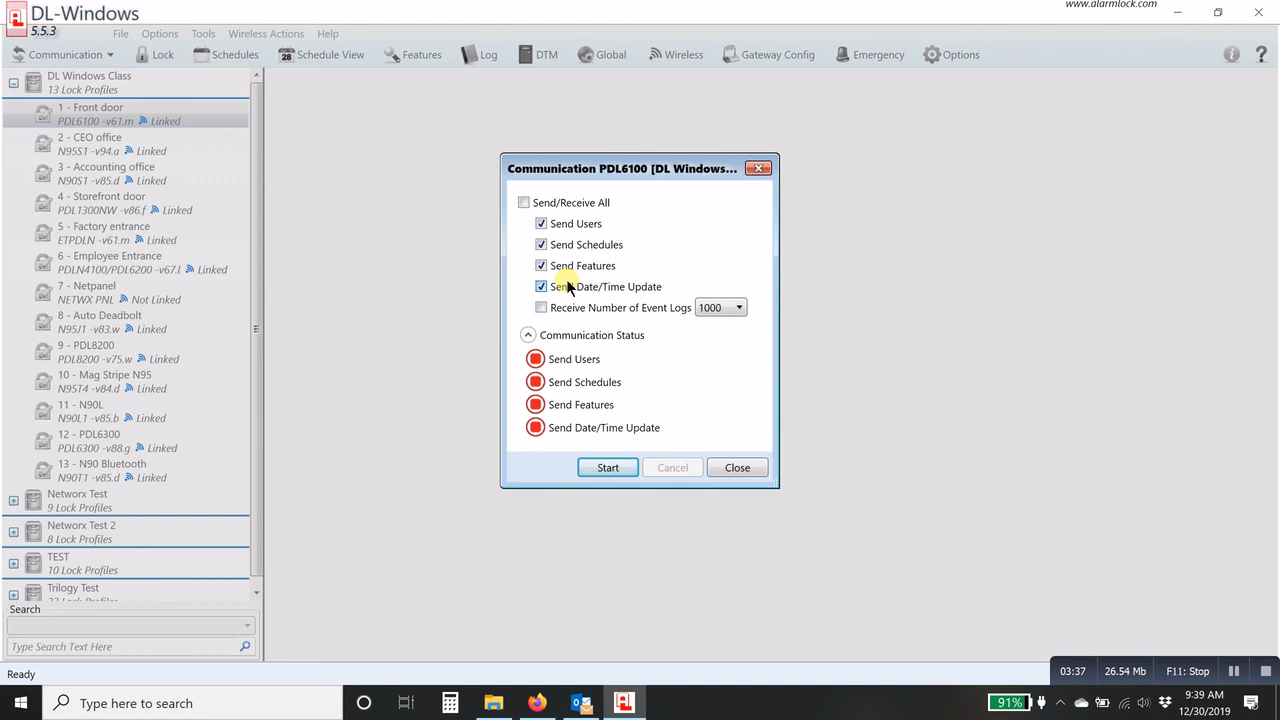 DL-Windows
5.5.3
www.alarmlock.com
File Options Tools Wireless Actions Help
Communication Lock Schedules 28 Schedule View Features Log DTM Global Wireless Gateway Config Emergency Options
DL Windows Class
13 Lock Profiles
1 - Front door
PDL6100 -v61.m Linked
2 - CEO office
N95S1 -v94.a Linked
3 - Accounting office
N90S1 -v85.d Linked
4 - Storefront door
PDL1300NW -v86.f Linked
5 - Factory entrance
ETPDLN -v61.m Linked
6 - Employee Entrance
PDLN4100/PDL6200 -v67.l Linked
7 - Netpanel
NETWX PNL Not Linked
8 - Auto Deadbolt
N95J1 -v83.w Linked
9 - PDL8200
PDL8200 -v75.w Linked
10 - Mag Stripe N95
N95T4 -v84.d Linked
11 - N90L
N90L1 -v85.b Linked
12 - PDL6300
PDL6300 -v88.g Linked
13 - N90 Bluetooth
N90T1 -v85.d Linked
Networx Test
9 Lock Profiles
Networx Test 2
8 Lock Profiles
TEST
10 Lock Profiles
Trilogy Test
Search
Type Search Text Here
Ready
Communication PDL6100 [DL Windows...
Send/Receive All
Send Users
Send Schedules
Send Features
Send Date/Time Update
Receive Number of Event Logs 1000
Communication Status
Send Users
Send Schedules
Send Features
Send Date/Time Update
Start Cancel Close
03:37 26.54 Mb F11: Stop
Type here to search
91%
9:39 AM
12/30/2019